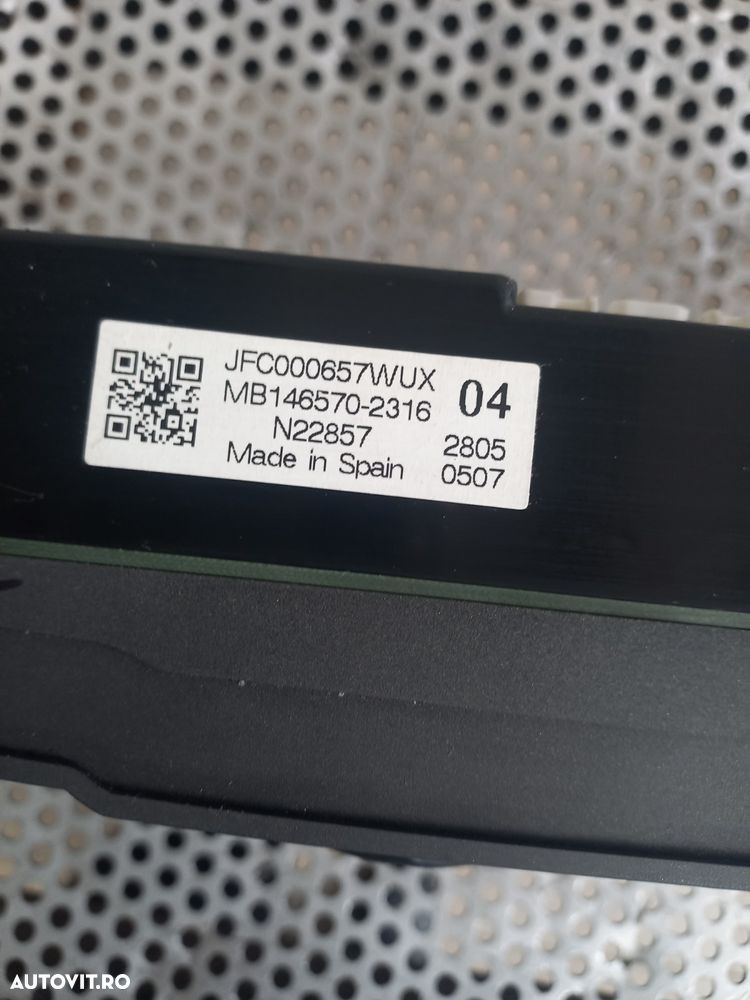 JFC000657WUX
MB146570-2316 04
N22857 2805
Made in Spain 0507
AUTOVIT.RO